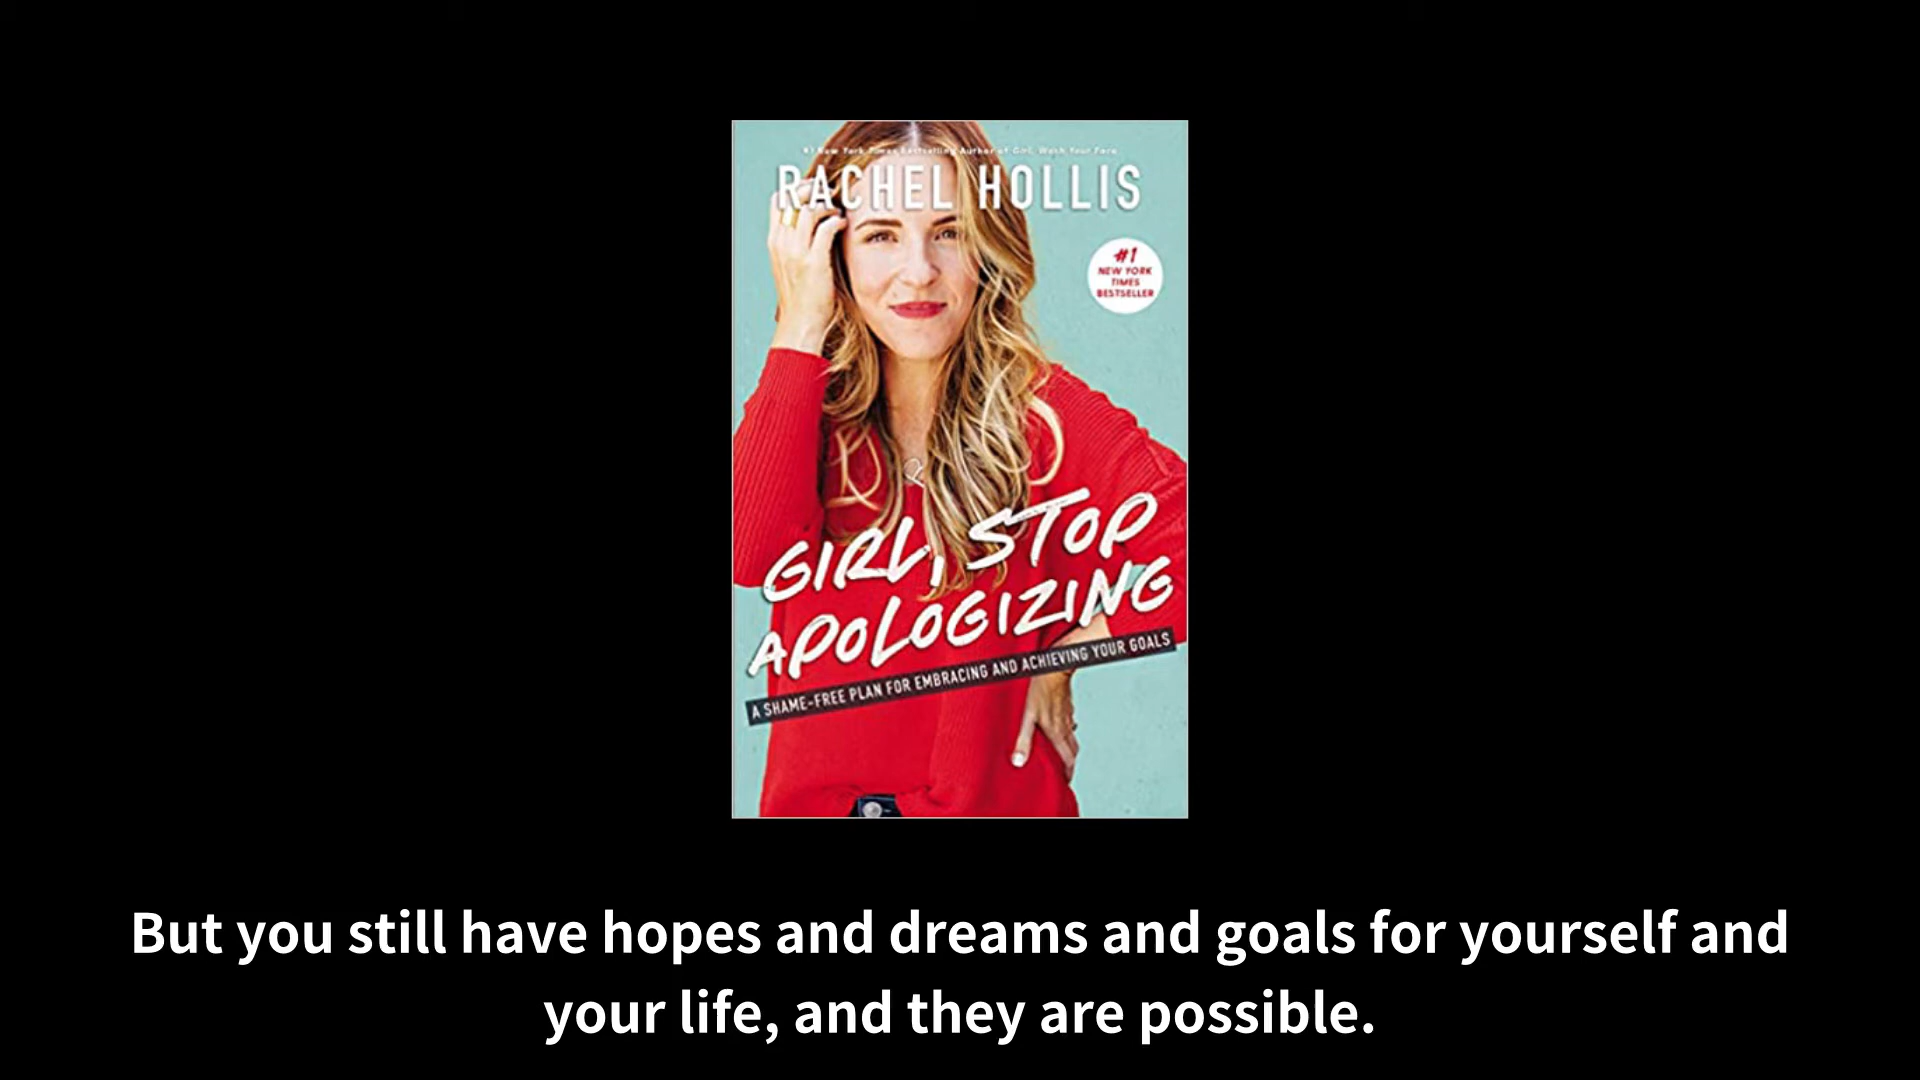 #1 New York Times Bestselling Author of Girl, Wash Your Face
RACHEL HOLLIS
#1
NEW YORK
TIMES
BESTSELLER
GIRL, STOP
APOLOGIZING
A SHAME-FREE PLAN FOR EMBRACING AND ACHIEVING YOUR GOALS
But you still have hopes and dreams and goals for yourself and
your life, and they are possible.